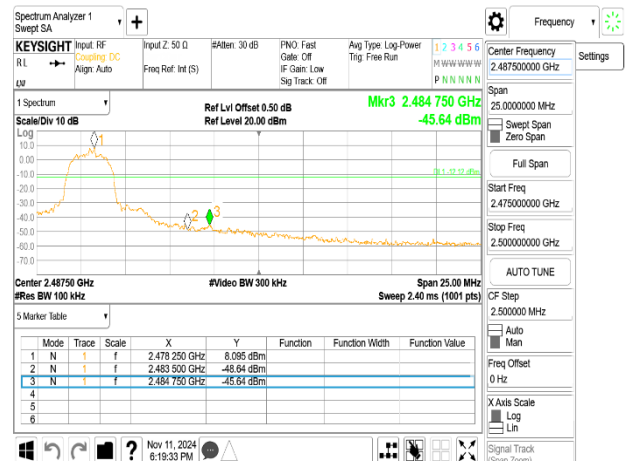 Spectrum Analyzer 1
Swept SA
Frequency
Settings
KEYSIGHT
RL
Input: RF
Coupling: DC
Align: Auto
Input Z: 50 Ω
Freq Ref: Int (S)
#Atten: 30 dB
PNO: Fast
Gate: Off
IF Gain: Low
Sig Track: Off
Avg Type: Log-Power
Trig: Free Run
1 2 3 4 5 6
M W W W W W
P N N N N N
1 Spectrum
Scale/Div 10 dB
Ref Lvl Offset 0.50 dB
Ref Level 20.00 dBm
Mkr3 2.484 750 GHz
-45.64 dBm
Log
10.0
0.00
-10.0
-20.0
-30.0
-40.0
-50.0
-60.0
-70.0
1
2
3
Center 2.48750 GHz
#Res BW 100 kHz
#Video BW 300 kHz
Span 25.00 MHz
Sweep 2.40 ms (1001 pts)
5 Marker Table
Mode Trace Scale X Y Function Function Width Function Value
1 N 1 f 2.478 250 GHz 8.095 dBm
2 N 1 f 2.483 500 GHz -48.64 dBm
3 N 1 f 2.484 750 GHz -45.64 dBm
4
5
6
Nov 11, 2024
6:19:33 PM
Center Frequency
2.487500000 GHz
Span
25.0000000 MHz
Swept Span
Zero Span
Full Span
Start Freq
2.475000000 GHz
Stop Freq
2.500000000 GHz
AUTO TUNE
CF Step
2.500000 MHz
Auto
Man
Freq Offset
0 Hz
X Axis Scale
Log
Lin
Signal Track
(Span Zoom)